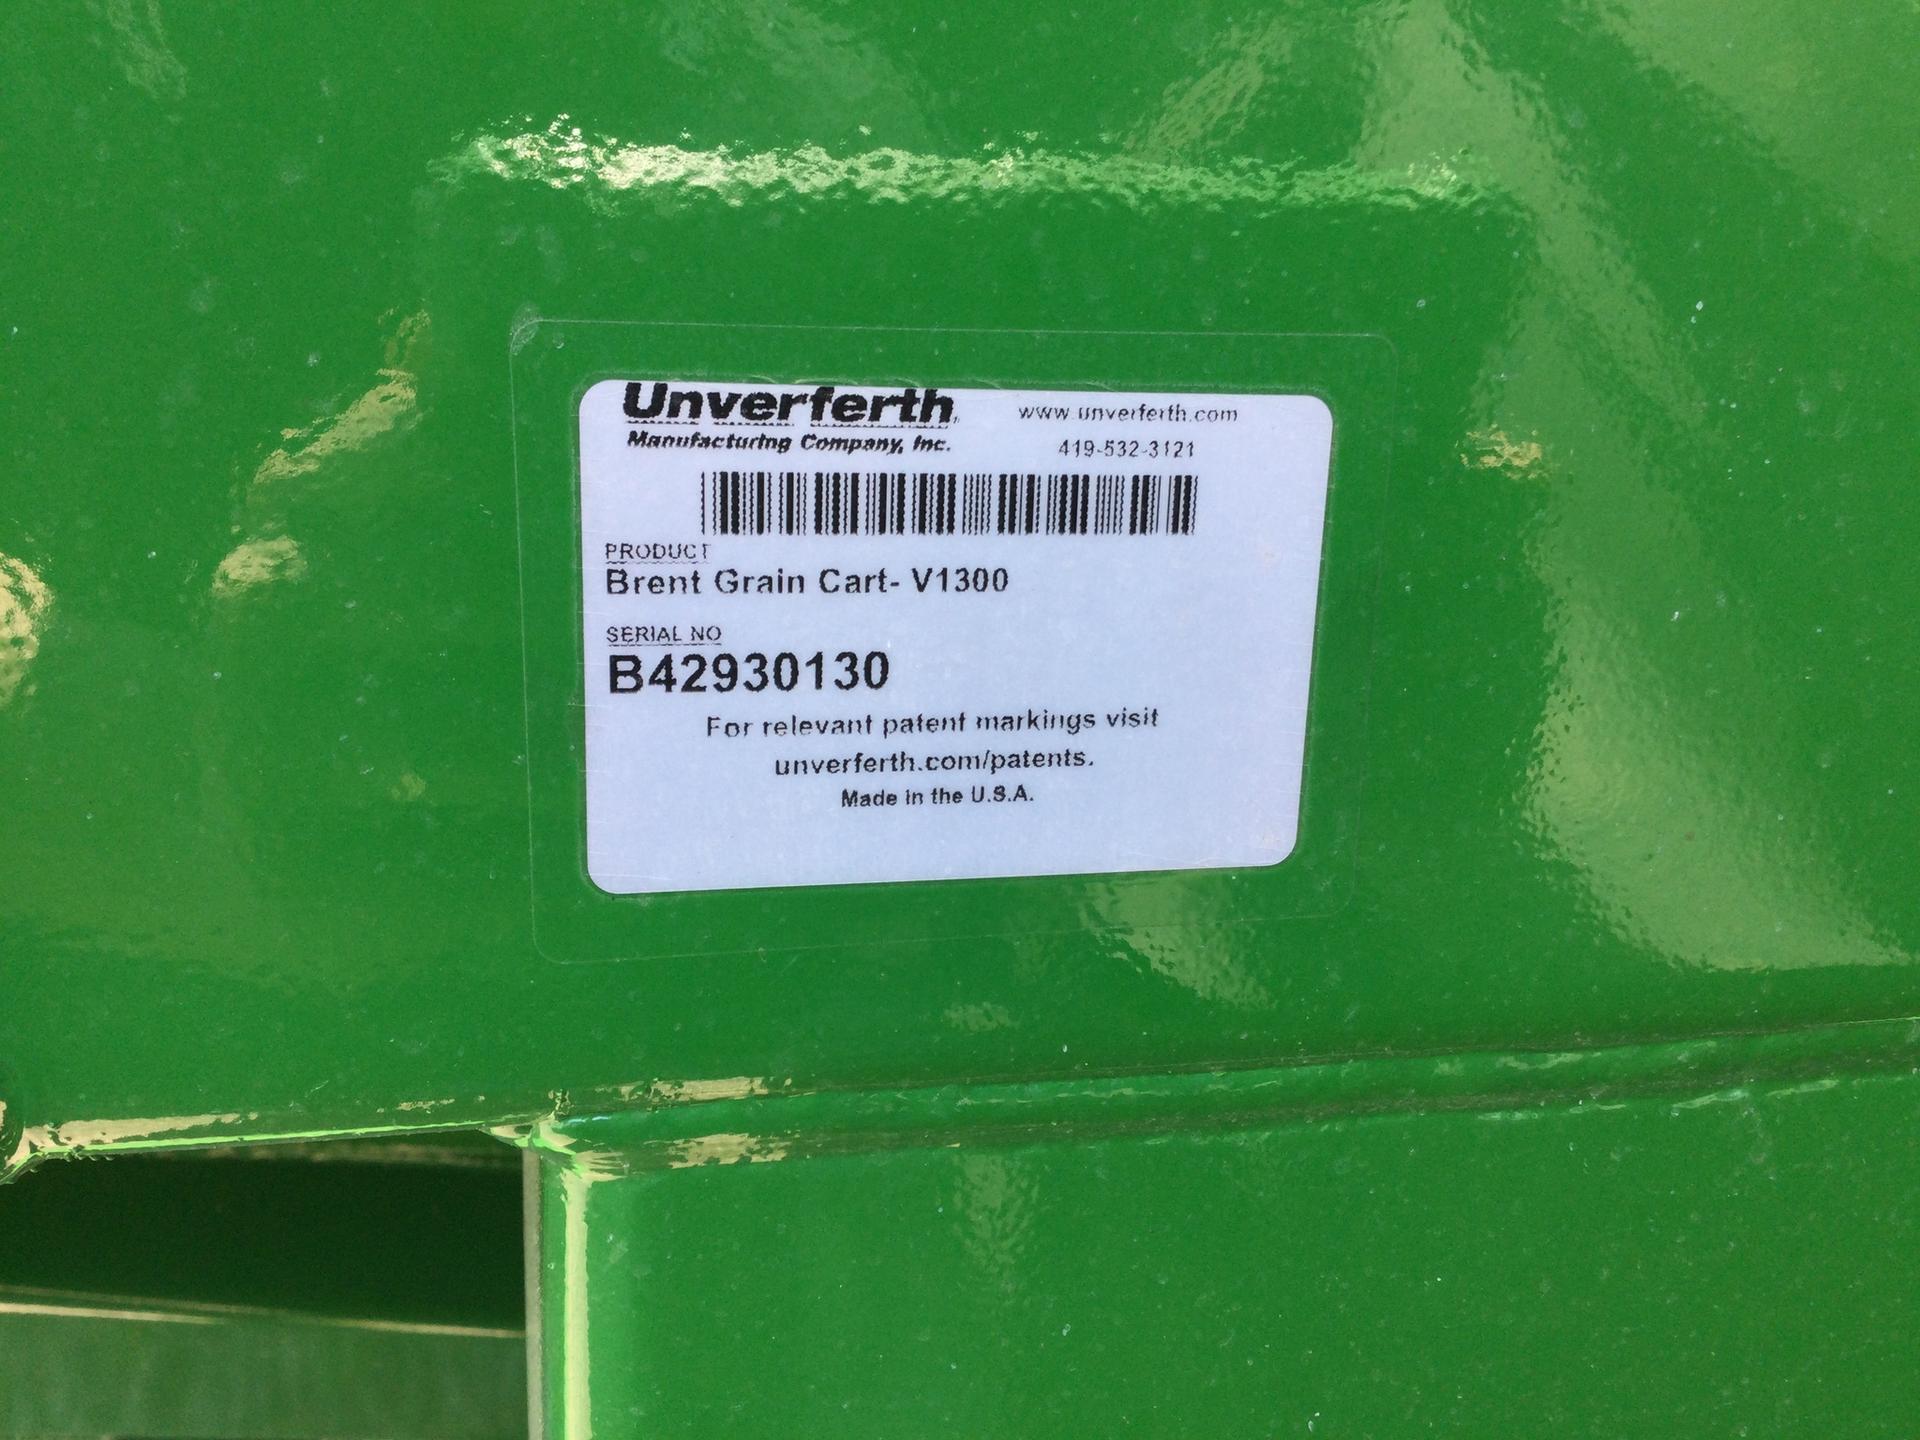 Unverferth
www.unverferth.com
Manufacturing Company, Inc.
419-532-3121
PRODUCT
Brent Grain Cart- V1300
SERIAL NO
B42930130
For relevant patent markings visit
unverferth.com/patents.
Made in the U.S.A.